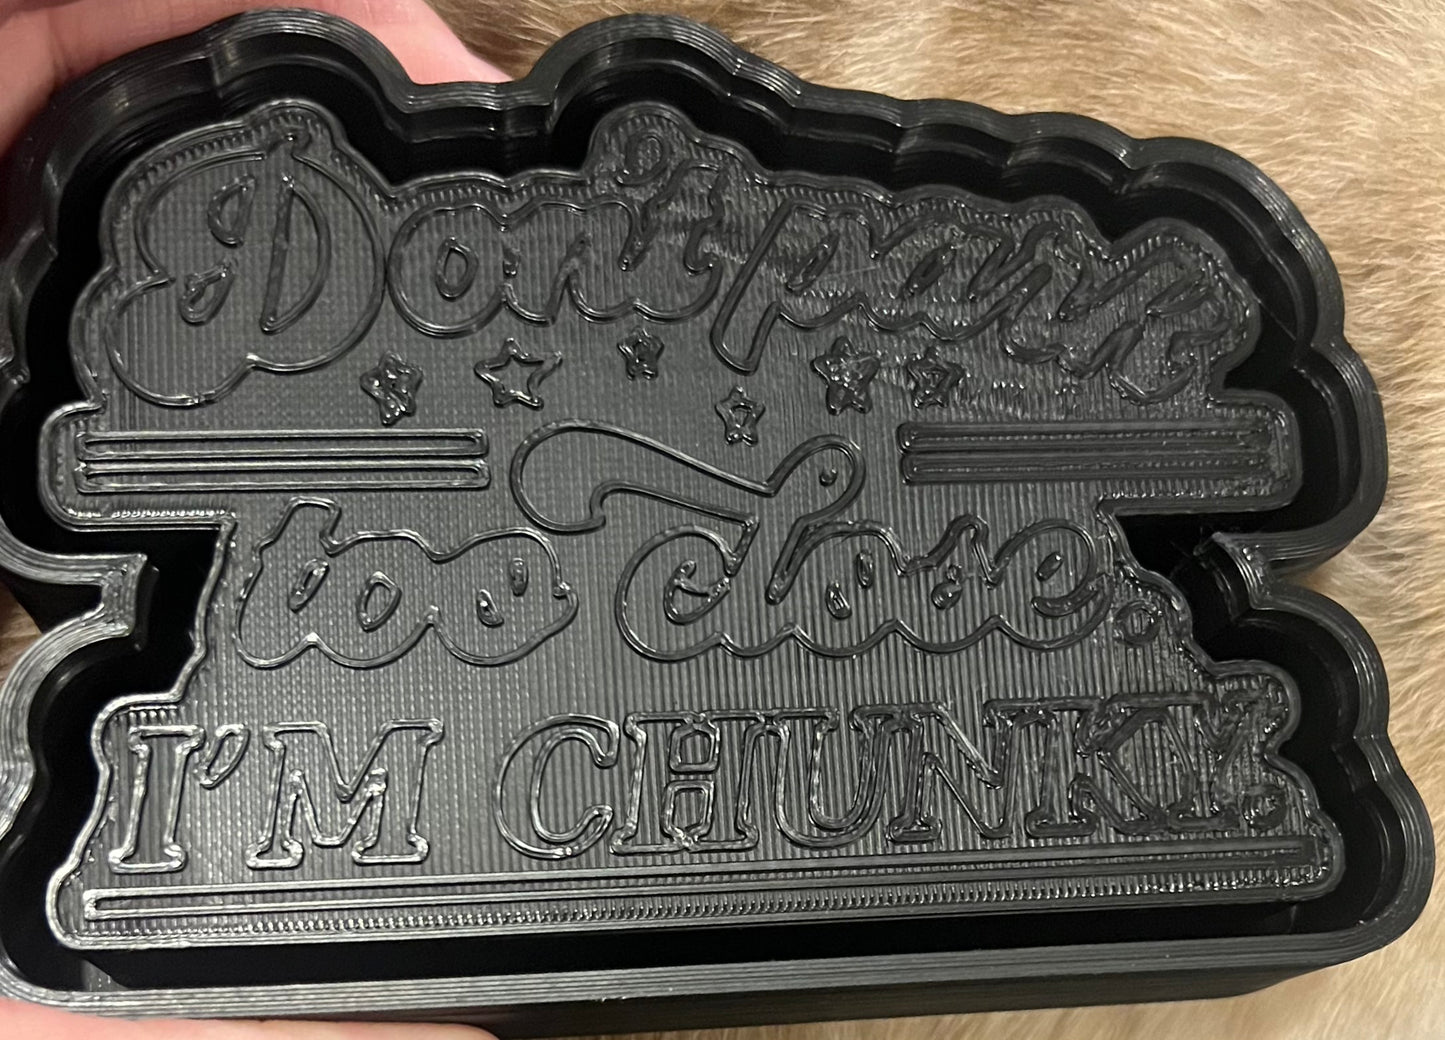 Don't park
too close.
I'M CHUNKY!